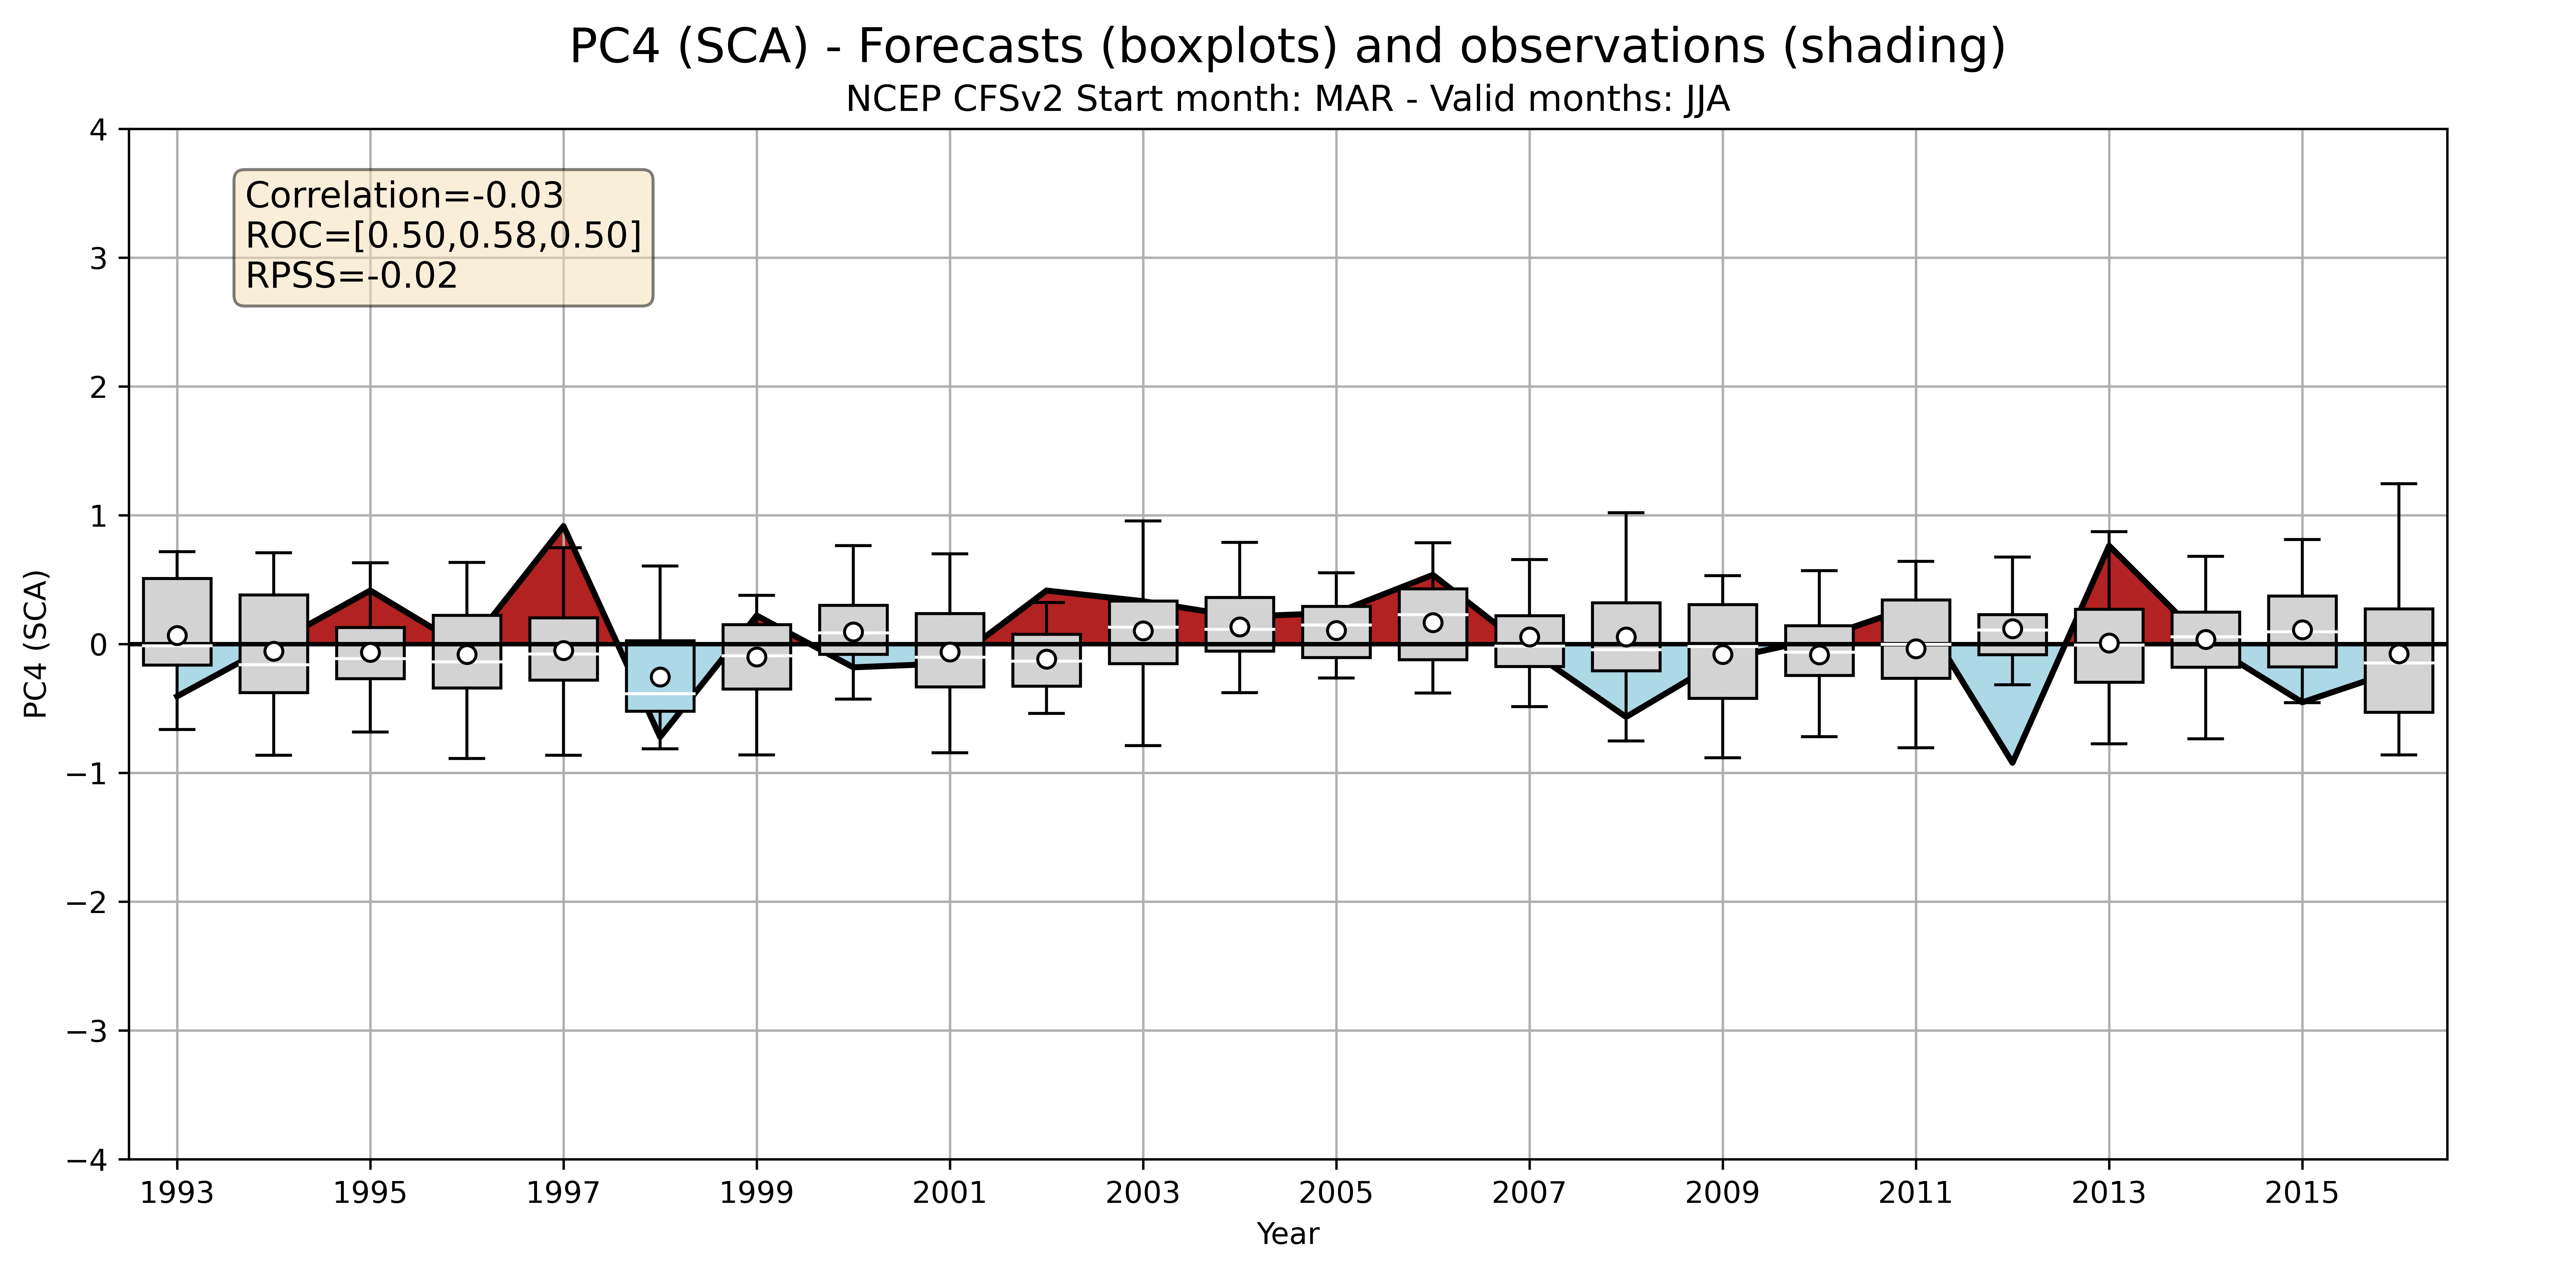 PC4 (SCA) - Forecasts (boxplots) and observations (shading)
NCEP CFSv2 Start month: MAR - Valid months: JJA
Correlation=-0.03
ROC=[0.50,0.58,0.50]
RPSS=-0.02
PC4 (SCA)
4
3
2
1
0
−1
−2
−3
−4
1993 1995 1997 1999 2001 2003 2005 2007 2009 2011 2013 2015
Year